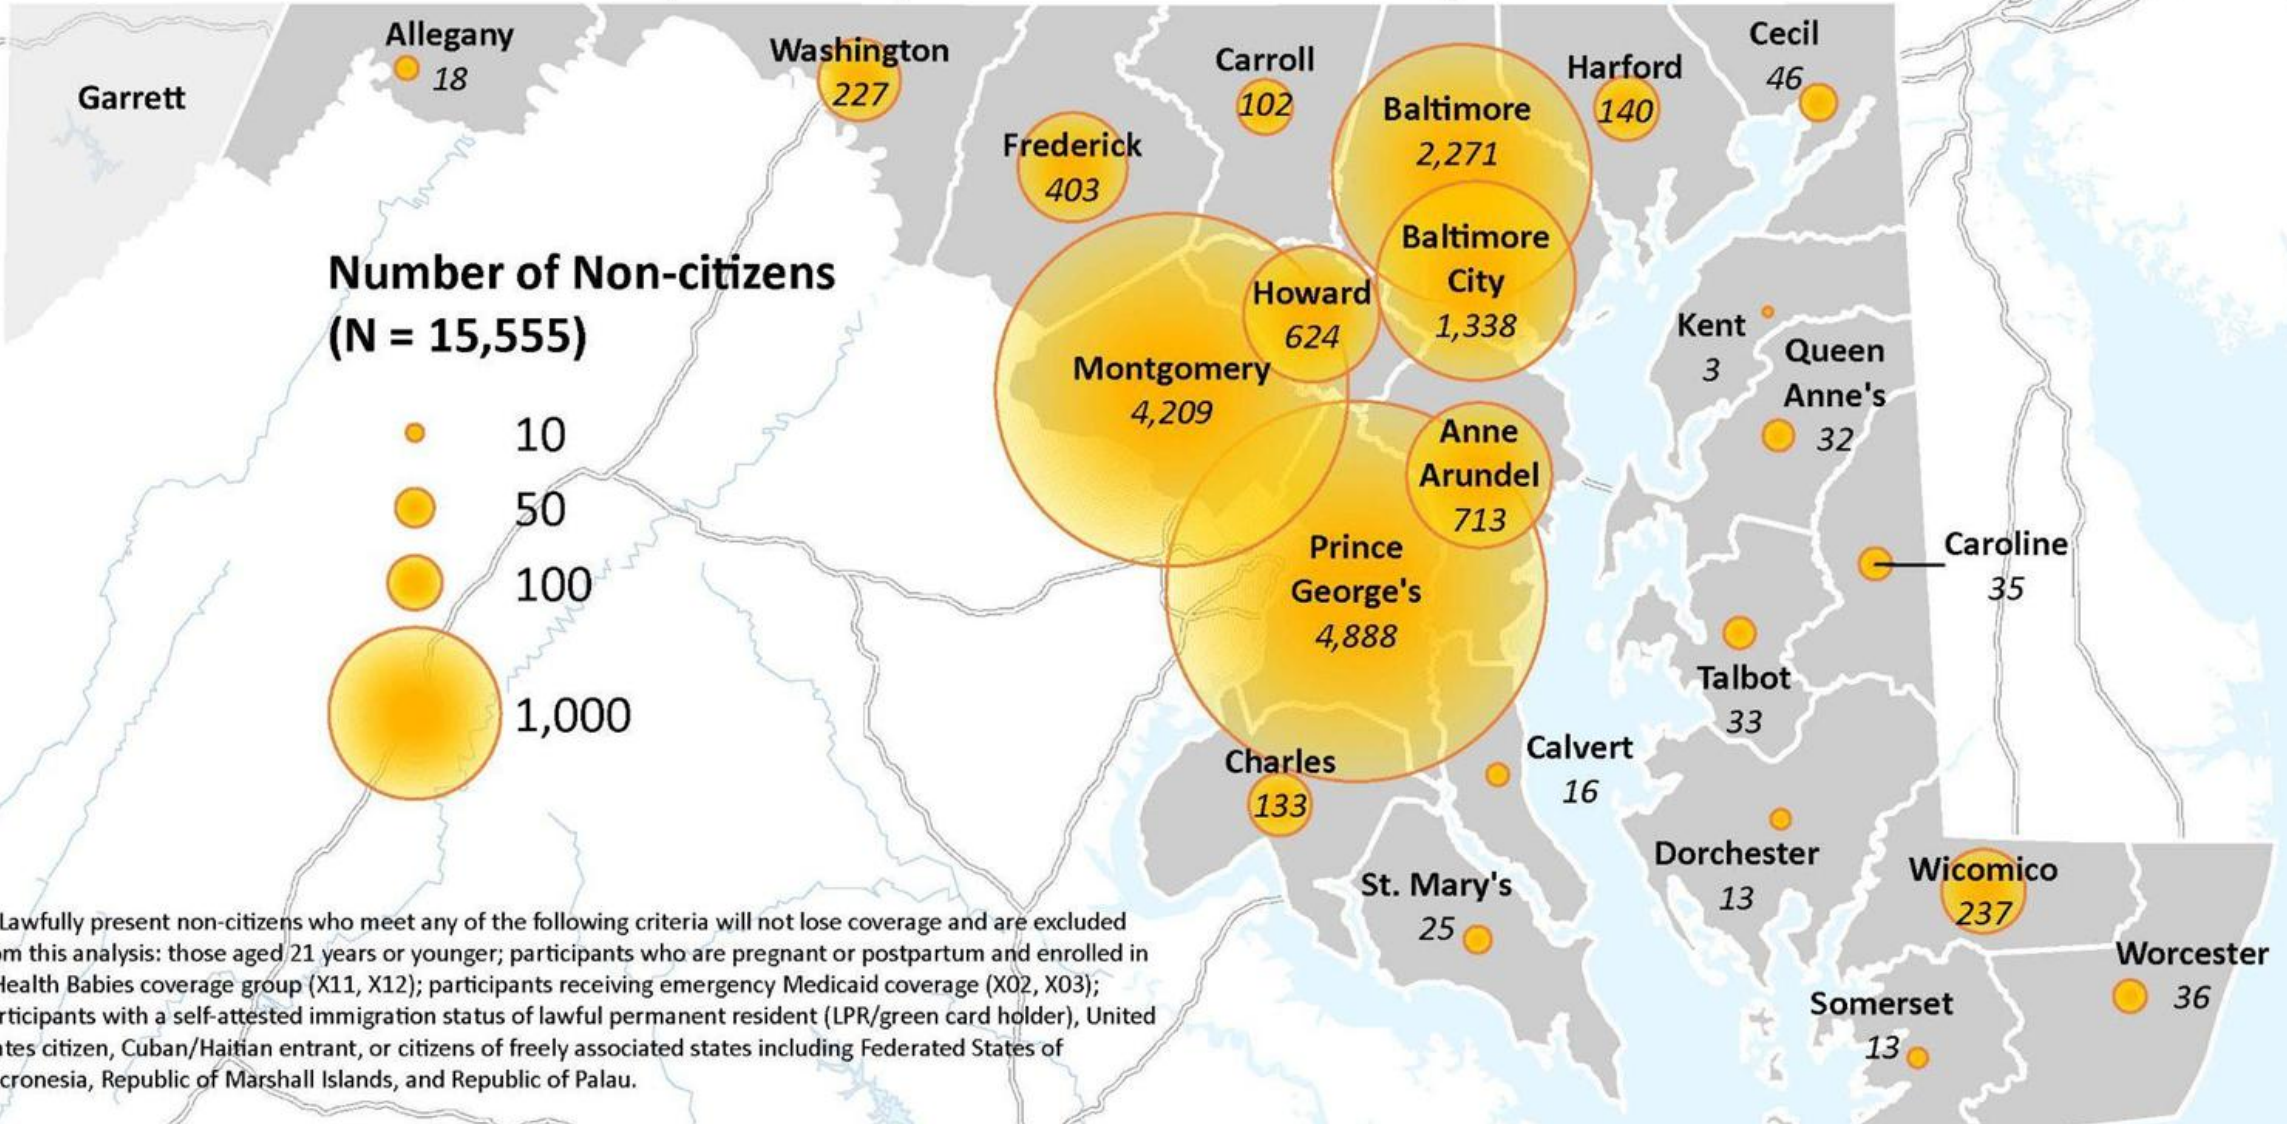 Allegany
18
Garrett
Washington
227
Carroll
102
Frederick
403
Baltimore
2,271
Harford
140
Cecil
46
Baltimore
City
1,338
Howard
624
Montgomery
4,209
Number of Non-citizens
(N = 15,555)
10
50
100
1,000
Kent
3
Queen
Anne's
32
Anne
Arundel
713
Prince
George's
4,888
Caroline
35
Talbot
33
Charles
133
Calvert
16
St. Mary's
25
Dorchester
13
Wicomico
237
Worcester
36
Somerset
13
Lawfully present non-citizens who meet any of the following criteria will not lose coverage and are excluded
this analysis: those aged 21 years or younger; participants who are pregnant or postpartum and enrolled in
Health Babies coverage group (X11, X12); participants receiving emergency Medicaid coverage (X02, X03);
rticipants with a self-attested immigration status of lawful permanent resident (LPR/green card holder), United
tes citizen, Cuban/Haitian entrant, or citizens of freely associated states including Federated States of
cronesia, Republic of Marshall Islands, and Republic of Palau.